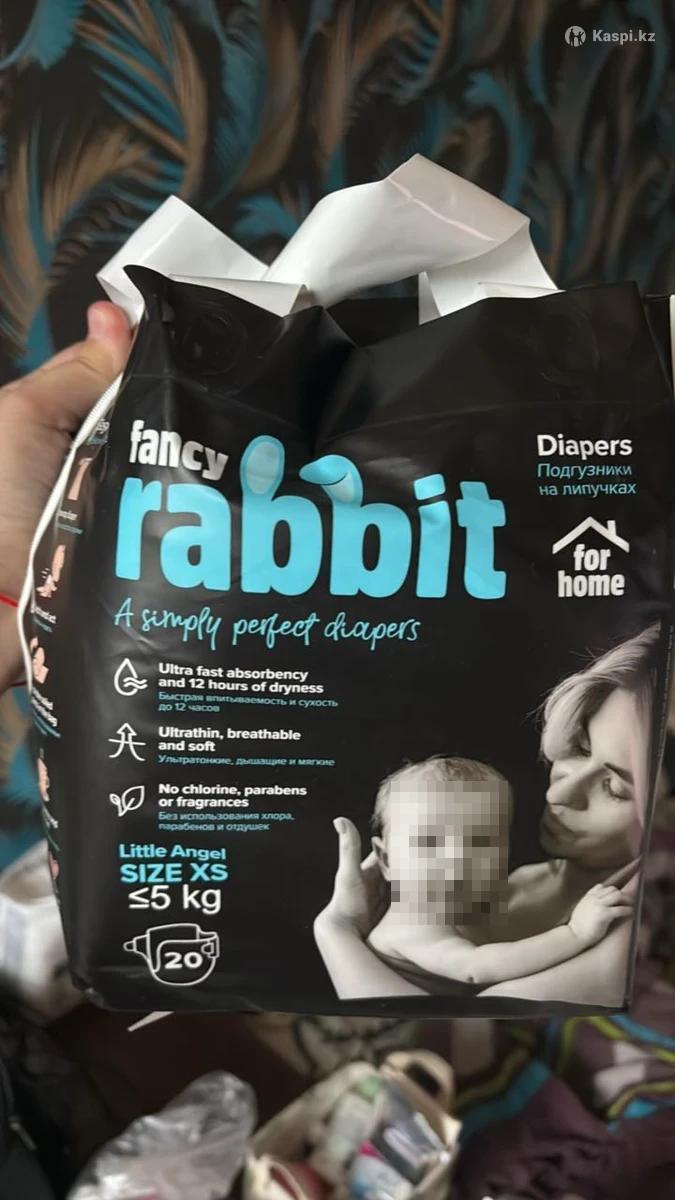 Kaspi.kz
fancy
rabbit
A simply perfect diapers
Diapers
Подгузники
на липучках
for
home
Ultra fast absorbency
and 12 hours of dryness
Быстрая впитываемость и сухость
до 12 часов
Ultrathin, breathable
and soft
Ультратонкие, дышащие и мягкие
No chlorine, parabens
or fragrances
Без использования хлора,
парабенов и отдушек
Little Angel
SIZE XS
≤5 kg
20